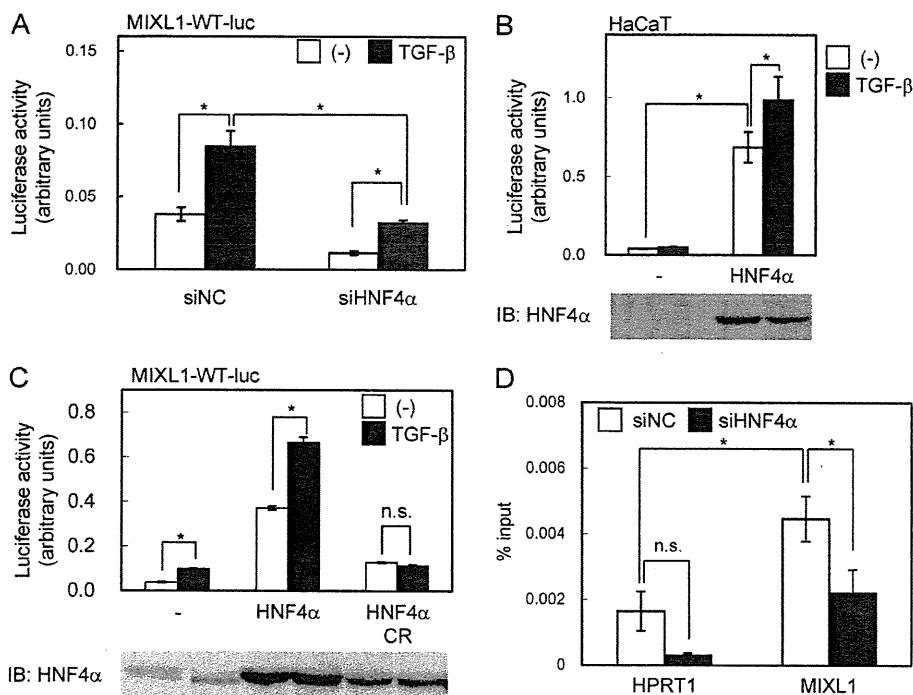 A
MIXL1-WT-luc
(-) TGF-β
Luciferase activity
(arbitrary units)
0.15
0.10
0.05
0.00
* * *
siNC siHNF4α
B
HaCaT
(-)
TGF-β
Luciferase activity
(arbitrary units)
1.0
0.5
0.0
* *
- HNF4α
IB: HNF4α
C
MIXL1-WT-luc
(-)
TGF-β
Luciferase activity
(arbitrary units)
0.8
0.6
0.4
0.2
0.0
* * n.s.
- HNF4α HNF4α
CR
IB: HNF4α
D
siNC siHNF4α
% input
0.008
0.006
0.004
0.002
0
n.s. * *
HPRT1 MIXL1